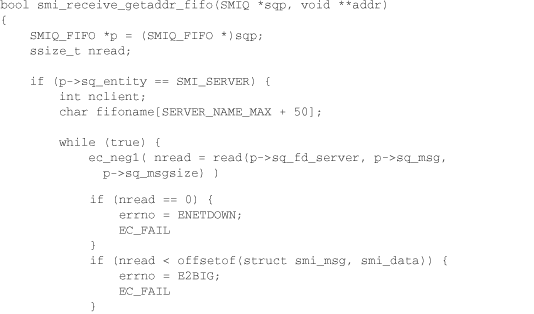 bool smi_receive_getaddr_fifo(SMIQ *sqp, void **addr)
{
    SMIQ_FIFO *p = (SMIQ_FIFO *)sqp;
    ssize_t nread;

    if (p->sq_entity == SMI_SERVER) {
        int nclient;
        char fifoname[SERVER_NAME_MAX + 50];

        while (true) {
            ec_neg1( nread = read(p->sq_fd_server, p->sq_msg,
              p->sq_msgsize) )

            if (nread == 0) {
                errno = ENETDOWN;
                EC_FAIL
            }
            if (nread < offsetof(struct smi_msg, smi_data)) {
                errno = E2BIG;
                EC_FAIL
            }